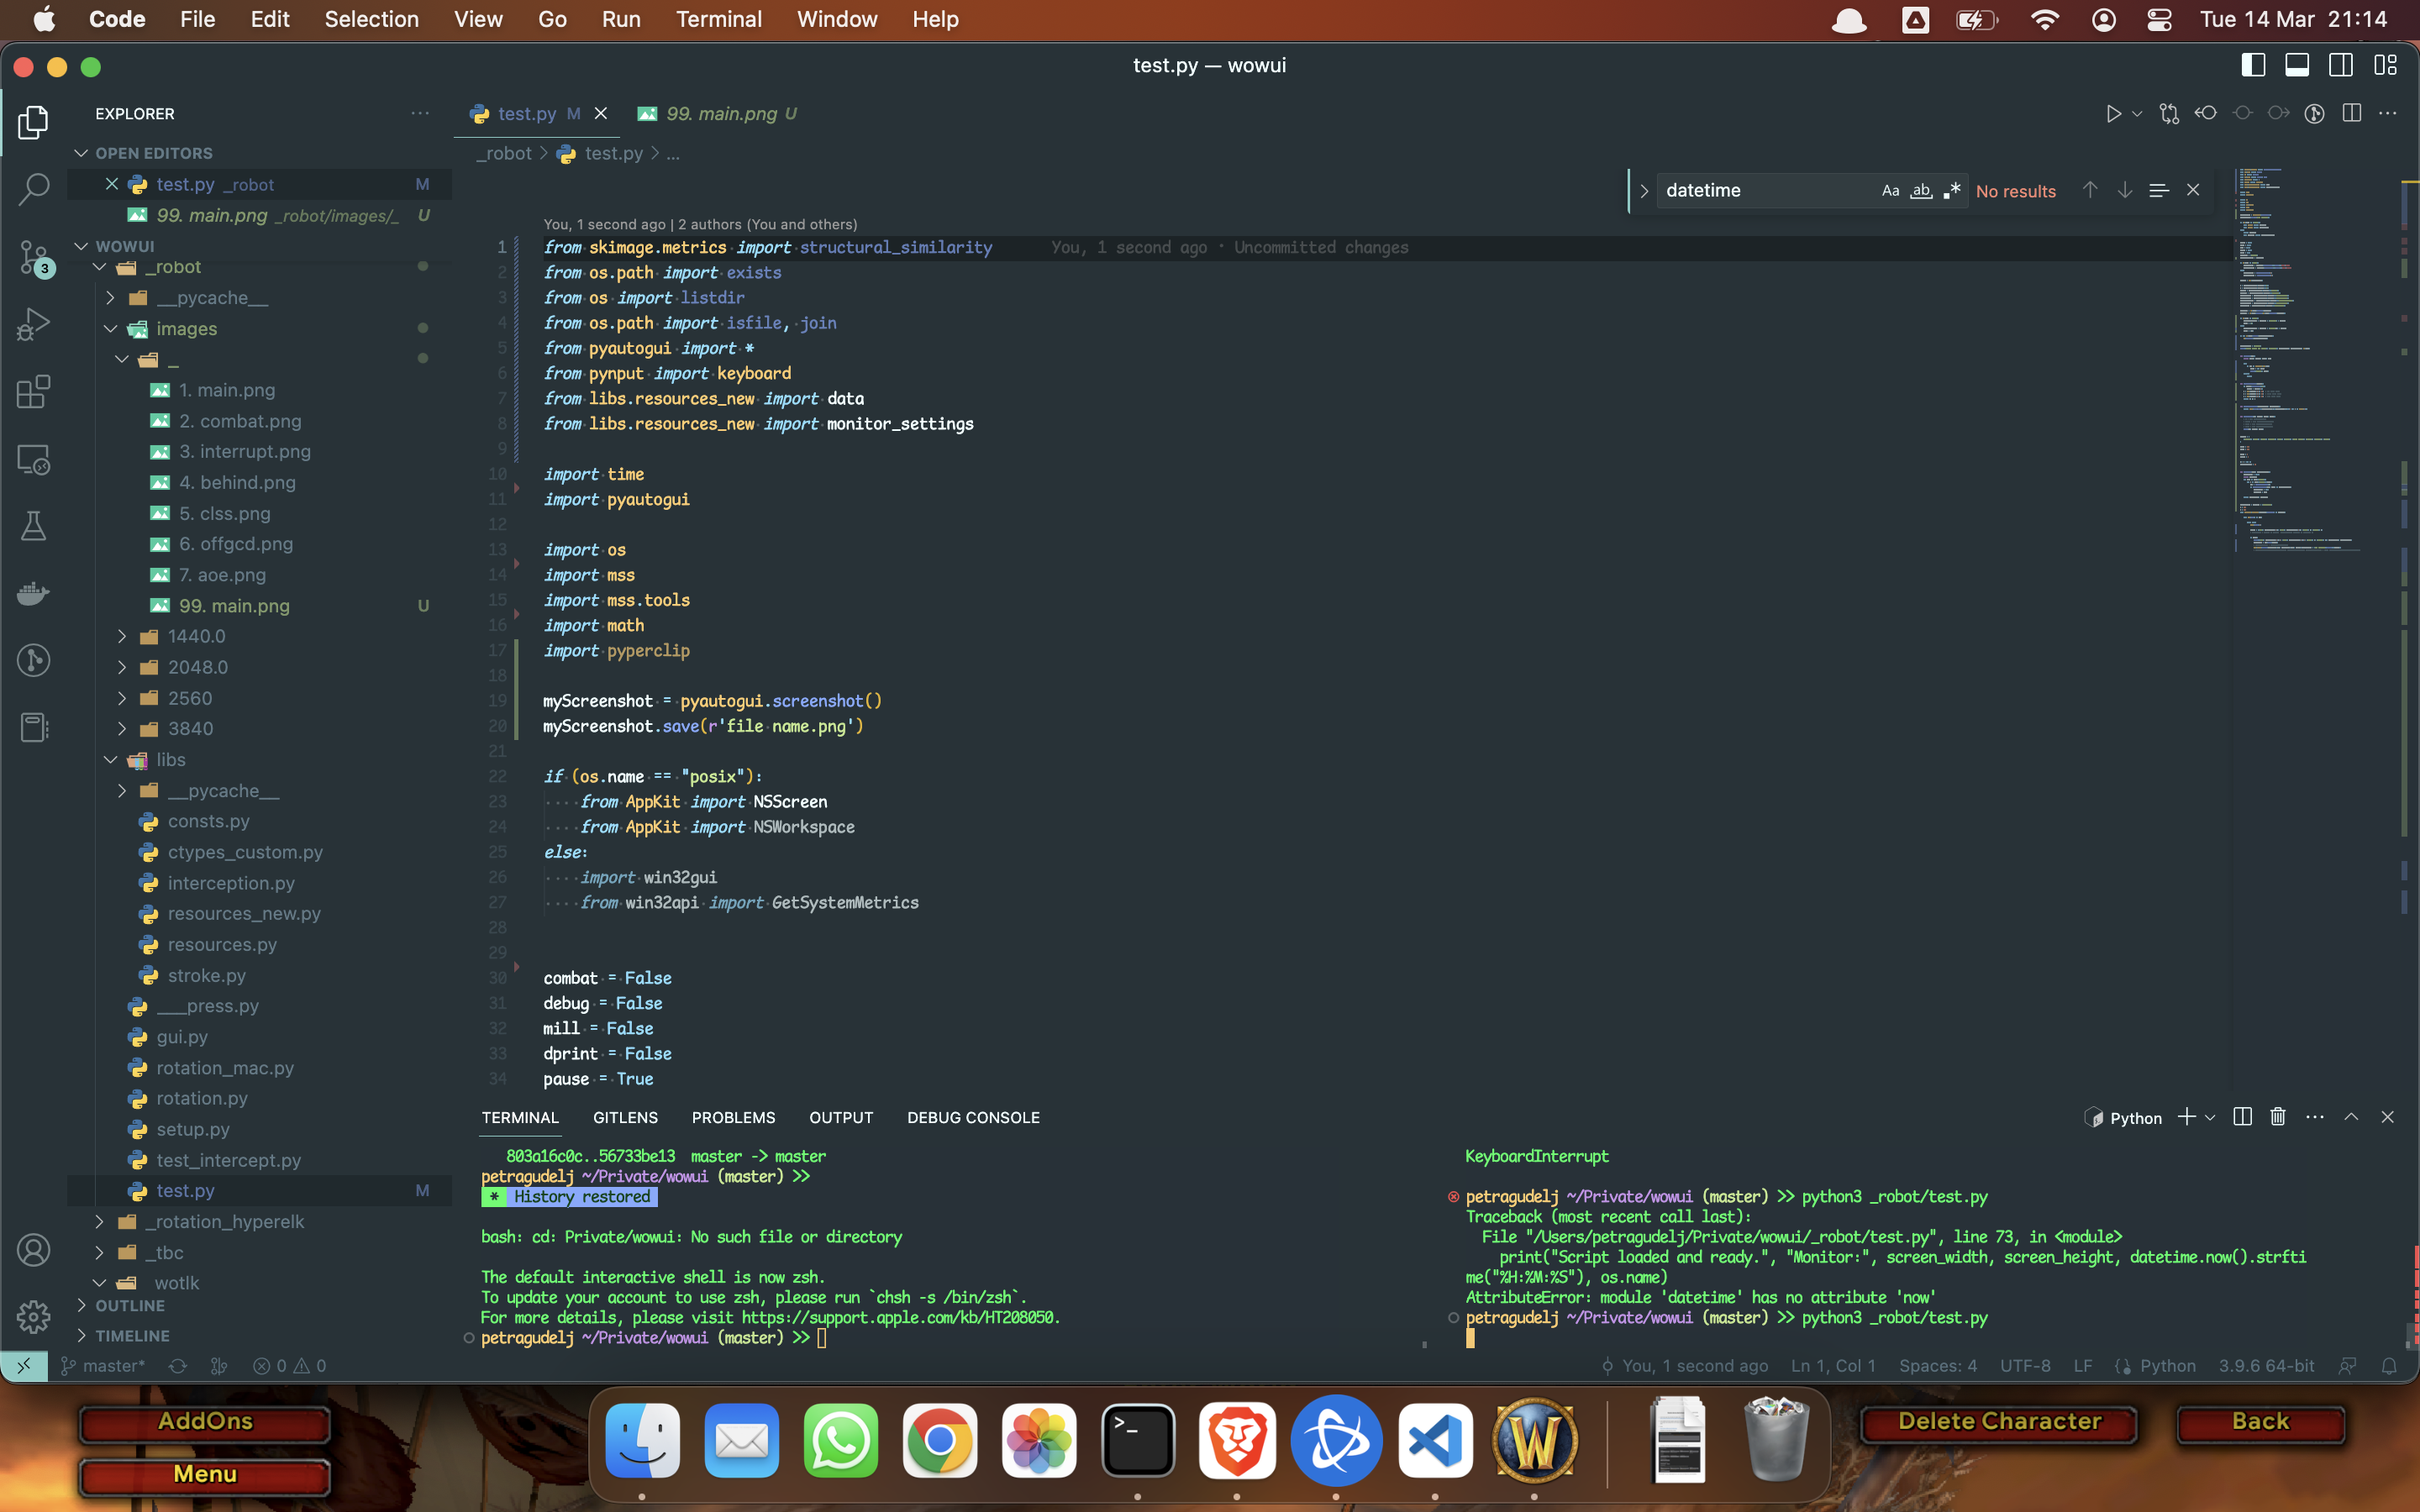 Code File Edit Selection View Go Run Terminal Window Help Tue 14 Mar 21:14
test.py — wowui
EXPLORER
OPEN EDITORS
test.py _robot M
99. main.png _robot/images/_ U
WOWUI
_robot
__pycache__
images
_
1. main.png
2. combat.png
3. interrupt.png
4. behind.png
5. clss.png
6. offgcd.png
7. aoe.png
99. main.png U
1440.0
2048.0
2560
3840
libs
__pycache__
consts.py
ctypes_custom.py
interception.py
resources_new.py
resources.py
stroke.py
___press.py
gui.py
rotation_mac.py
rotation.py
setup.py
test_intercept.py
test.py M
_rotation_hyperelk
_tbc
wotlk
OUTLINE
TIMELINE
3
test.py M
99. main.png U
_robot > test.py > ...
datetime Aa ab, .* No results
You, 1 second ago | 2 authors (You and others)
1 from skimage.metrics import structural_similarity You, 1 second ago · Uncommitted changes
2 from os.path import exists
3 from os import listdir
4 from os.path import isfile, join
5 from pyautogui import *
6 from pynput import keyboard
7 from libs.resources_new import data
8 from libs.resources_new import monitor_settings
9
10 import time
11 import pyautogui
12
13 import os
14 import mss
15 import mss.tools
16 import math
17 import pyperclip
18
19 myScreenshot = pyautogui.screenshot()
20 myScreenshot.save(r'file name.png')
21
22 if (os.name == "posix"):
23 from AppKit import NSScreen
24 from AppKit import NSWorkspace
25 else:
26 import win32gui
27 from win32api import GetSystemMetrics
28
29
30 combat = False
31 debug = False
32 mill = False
33 dprint = False
34 pause = True
TERMINAL GITLENS PROBLEMS OUTPUT DEBUG CONSOLE Python
803a16c0c..56733be13 master -> master
petragudelj ~/Private/wowui (master) >>
* History restored
bash: cd: Private/wowui: No such file or directory
The default interactive shell is now zsh.
To update your account to use zsh, please run `chsh -s /bin/zsh`.
For more details, please visit https://support.apple.com/kb/HT208050.
petragudelj ~/Private/wowui (master) >>
KeyboardInterrupt
petragudelj ~/Private/wowui (master) >> python3 _robot/test.py
Traceback (most recent call last):
File "/Users/petragudelj/Private/wowui/_robot/test.py", line 73, in <module>
print("Script loaded and ready.", "Monitor:", screen_width, screen_height, datetime.now().strfti
me("%H:%M:%S"), os.name)
AttributeError: module 'datetime' has no attribute 'now'
petragudelj ~/Private/wowui (master) >> python3 _robot/test.py
master* 0 0 You, 1 second ago Ln 1, Col 1 Spaces: 4 UTF-8 LF Python 3.9.6 64-bit
AddOns
Menu
Delete Character
Back